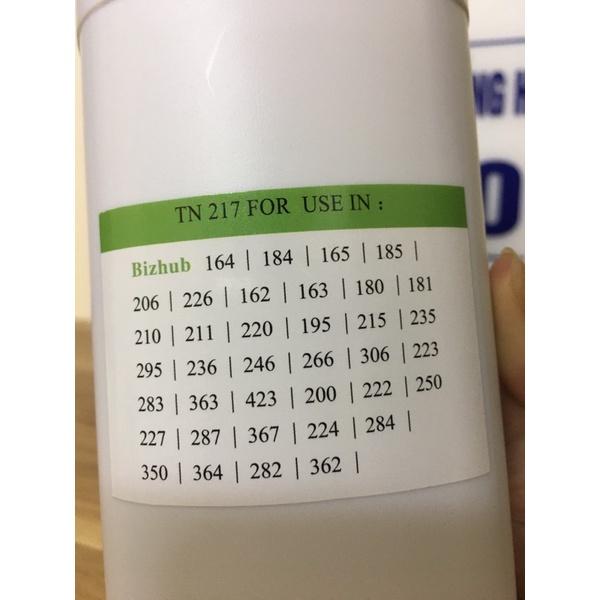 TN 217 FOR USE IN :
Bizhub 164 | 184 | 165 | 185 |
206 | 226 | 162 | 163 | 180 | 181
210 | 211 | 220 | 195 | 215 | 235
295 | 236 | 246 | 266 | 306 | 223
283 | 363 | 423 | 200 | 222 | 250
227 | 287 | 367 | 224 | 284 |
350 | 364 | 282 | 362 |